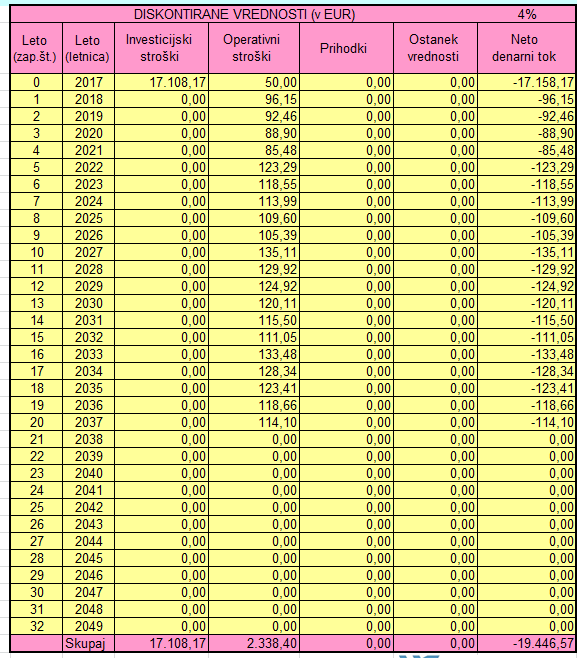 DISKONTIRANE VREDNOSTI (v EUR) 4%
Leto (zap.št.) Leto (letnica) Investicijski stroški Operativni stroški Prihodki Ostanek vrednosti Neto denarni tok
0 2017 17.108,17 50,00 0,00 0,00 -17.158,17
1 2018 0,00 96,15 0,00 0,00 -96,15
2 2019 0,00 92,46 0,00 0,00 -92,46
3 2020 0,00 88,90 0,00 0,00 -88,90
4 2021 0,00 85,48 0,00 0,00 -85,48
5 2022 0,00 123,29 0,00 0,00 -123,29
6 2023 0,00 118,55 0,00 0,00 -118,55
7 2024 0,00 113,99 0,00 0,00 -113,99
8 2025 0,00 109,60 0,00 0,00 -109,60
9 2026 0,00 105,39 0,00 0,00 -105,39
10 2027 0,00 135,11 0,00 0,00 -135,11
11 2028 0,00 129,92 0,00 0,00 -129,92
12 2029 0,00 124,92 0,00 0,00 -124,92
13 2030 0,00 120,11 0,00 0,00 -120,11
14 2031 0,00 115,50 0,00 0,00 -115,50
15 2032 0,00 111,05 0,00 0,00 -111,05
16 2033 0,00 133,48 0,00 0,00 -133,48
17 2034 0,00 128,34 0,00 0,00 -128,34
18 2035 0,00 123,41 0,00 0,00 -123,41
19 2036 0,00 118,66 0,00 0,00 -118,66
20 2037 0,00 114,10 0,00 0,00 -114,10
21 2038 0,00 0,00 0,00 0,00 0,00
22 2039 0,00 0,00 0,00 0,00 0,00
23 2040 0,00 0,00 0,00 0,00 0,00
24 2041 0,00 0,00 0,00 0,00 0,00
25 2042 0,00 0,00 0,00 0,00 0,00
26 2043 0,00 0,00 0,00 0,00 0,00
27 2044 0,00 0,00 0,00 0,00 0,00
28 2045 0,00 0,00 0,00 0,00 0,00
29 2046 0,00 0,00 0,00 0,00 0,00
30 2047 0,00 0,00 0,00 0,00 0,00
31 2048 0,00 0,00 0,00 0,00 0,00
32 2049 0,00 0,00 0,00 0,00 0,00
Skupaj 17.108,17 2.338,40 0,00 0,00 -19.446,57